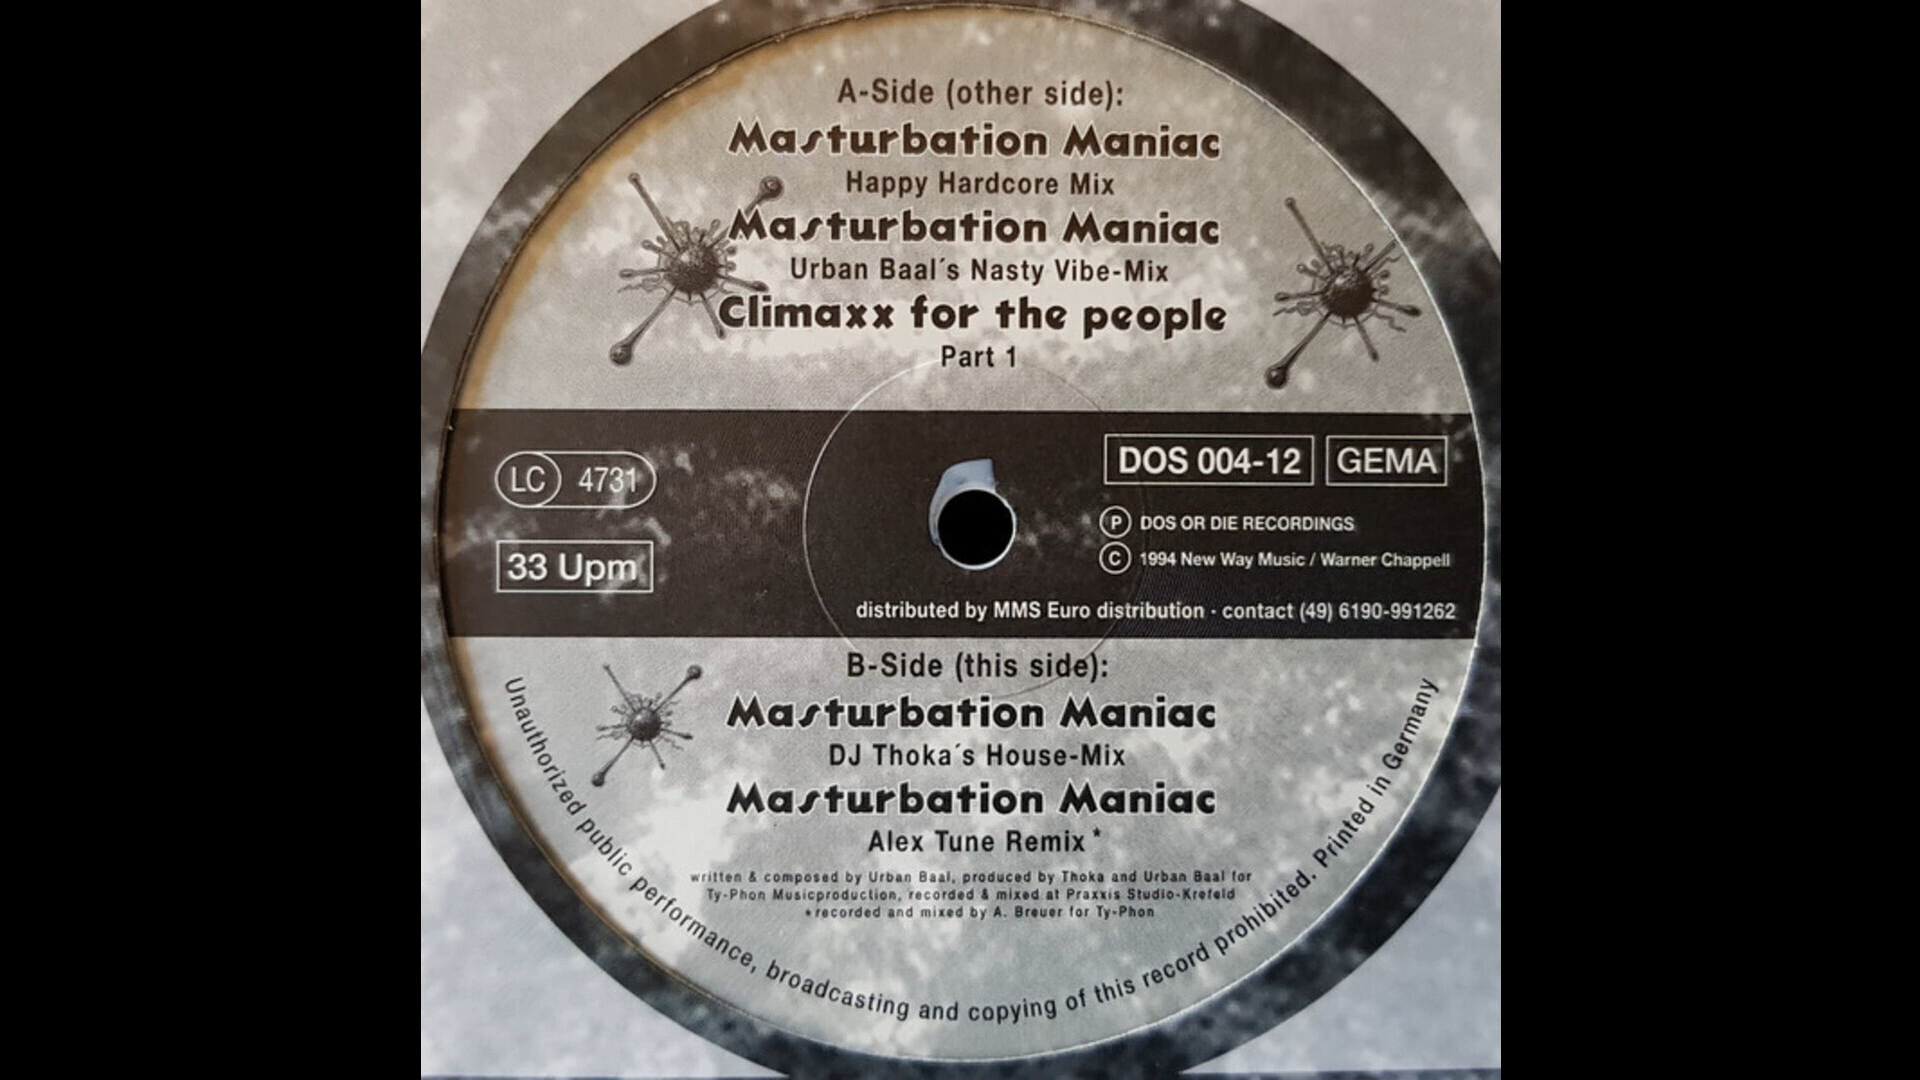 A-Side (other side):
Masturbation Maniac
Happy Hardcore Mix
Masturbation Maniac
Urban Baal´s Nasty Vibe-Mix
Climaxx for the people
Part 1
LC 4731
DOS 004-12 GEMA
33 Upm
P DOS OR DIE RECORDINGS
C 1994 New Way Music / Warner Chappell
distributed by MMS Euro distribution · contact (49) 6190-991262
B-Side (this side):
Masturbation Maniac
DJ Thoka´s House-Mix
Masturbation Maniac
Alex Tune Remix *
written & composed by Urban Baal, produced by Thoka and Urban Baal for
Ty-Phon Musicproduction, recorded & mixed at Praxxis Studio-Krefeld
*recorded and mixed by A. Breuer for Ty-Phon
Unauthorized public performance, broadcasting and copying of this record prohibited. Printed in Germany